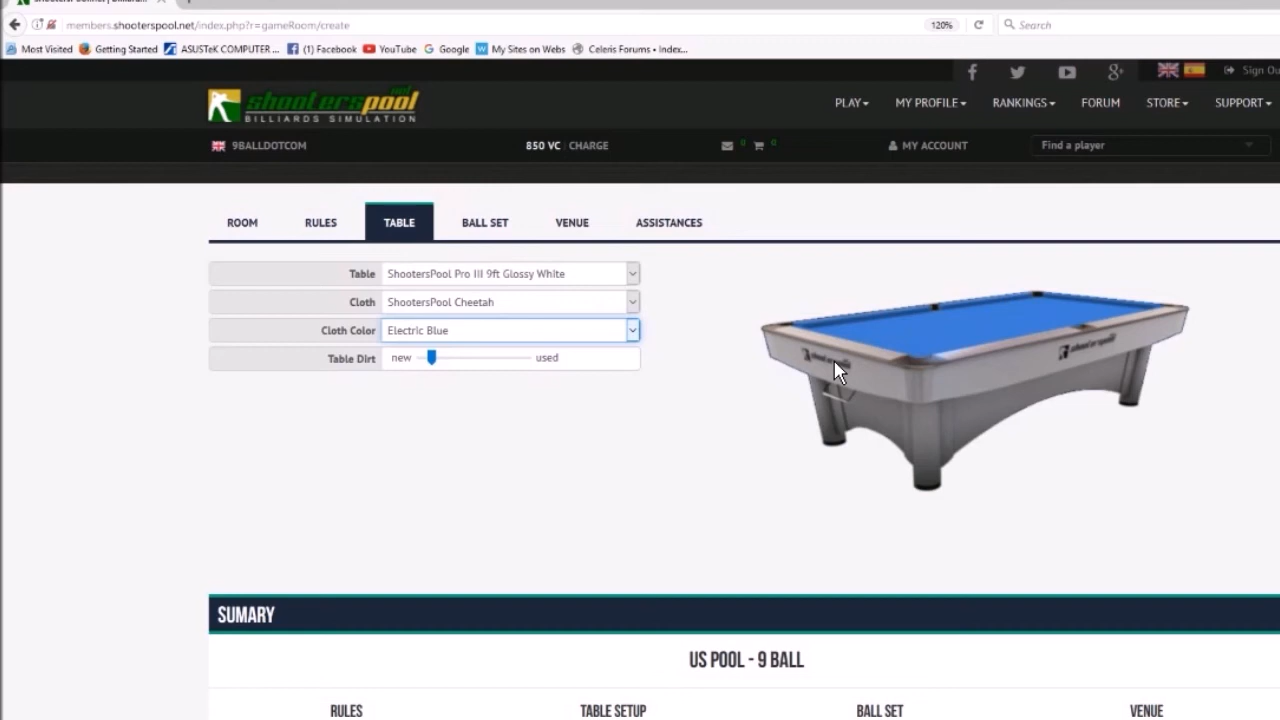 members.shooterspool.net/index.php?r=gameRoom/create
120%
Search
Most Visited
Getting Started
ASUSTeK COMPUTER ...
(1) Facebook
YouTube
Google
My Sites on Webs
Celeris Forums • Index...
Sign Ou
shooterspool.net
BILLIARDS SIMULATION
PLAY
MY PROFILE
RANKINGS
FORUM
STORE
SUPPORT
9BALLDOTCOM
850 VC | CHARGE
0
0
MY ACCOUNT
Find a player
ROOM
RULES
TABLE
BALL SET
VENUE
ASSISTANCES
Table ShootersPool Pro III 9ft Glossy White
Cloth ShootersPool Cheetah
Cloth Color Electric Blue
Table Dirt new used
SUMARY
US POOL - 9 BALL
RULES
TABLE SETUP
BALL SET
VENUE